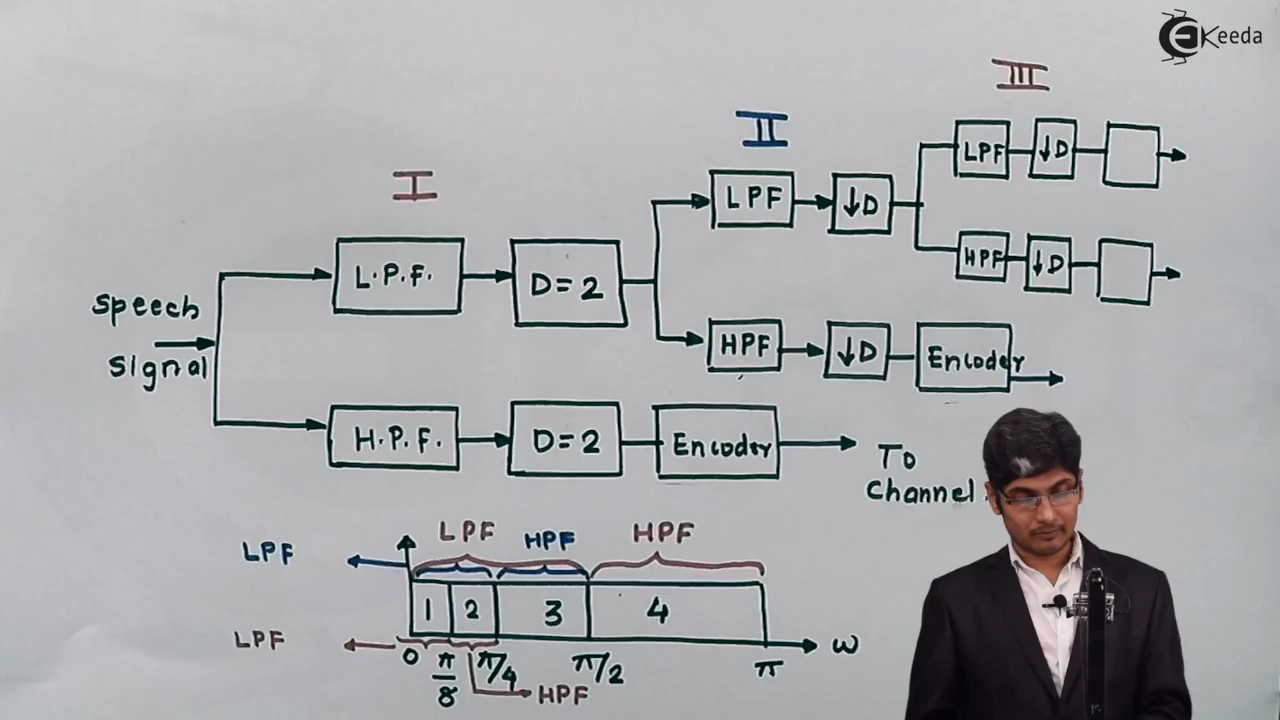 EKeeda
III
II
I
LPF
↓D
LPF
↓D
HPF
↓D
L.P.F.
D=2
Speech
Signal
HPF
↓D
Encoder
H.P.F.
D=2
Encoder
To
Channel.
LPF
HPF
HPF
LPF
1
2
3
4
LPF
0
π/8
π/4
π/2
π
ω
HPF